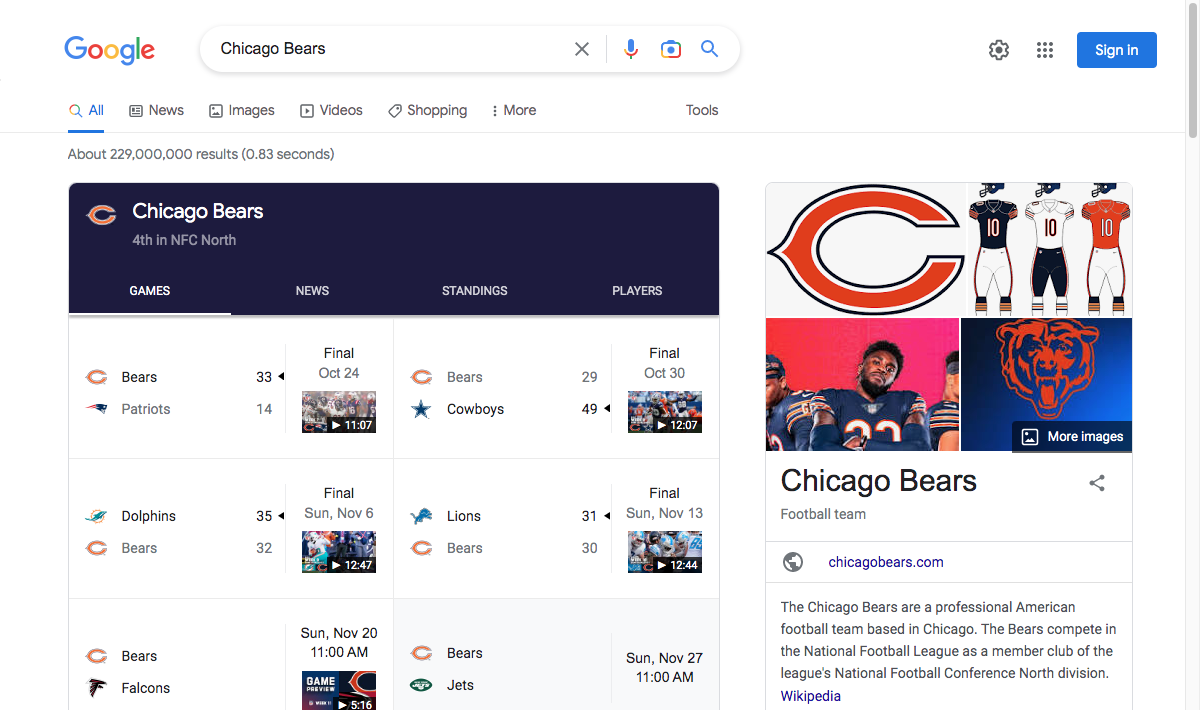 Google
Chicago Bears
Sign in
All
News
Images
Videos
Shopping
More
Tools
About 229,000,000 results (0.83 seconds)
Chicago Bears
4th in NFC North
GAMES
NEWS
STANDINGS
PLAYERS
Bears 33
Patriots 14
Final
Oct 24
11:07
Bears 29
Cowboys 49
Final
Oct 30
12:07
Dolphins 35
Bears 32
Final
Sun, Nov 6
12:47
Lions 31
Bears 30
Final
Sun, Nov 13
12:44
Bears
Falcons
Sun, Nov 20
11:00 AM
GAME
PREVIEW
5:16
Bears
Jets
Sun, Nov 27
11:00 AM
10
10
10
More images
Chicago Bears
Football team
chicagobears.com
The Chicago Bears are a professional American
football team based in Chicago. The Bears compete in
the National Football League as a member club of the
league's National Football Conference North division.
Wikipedia